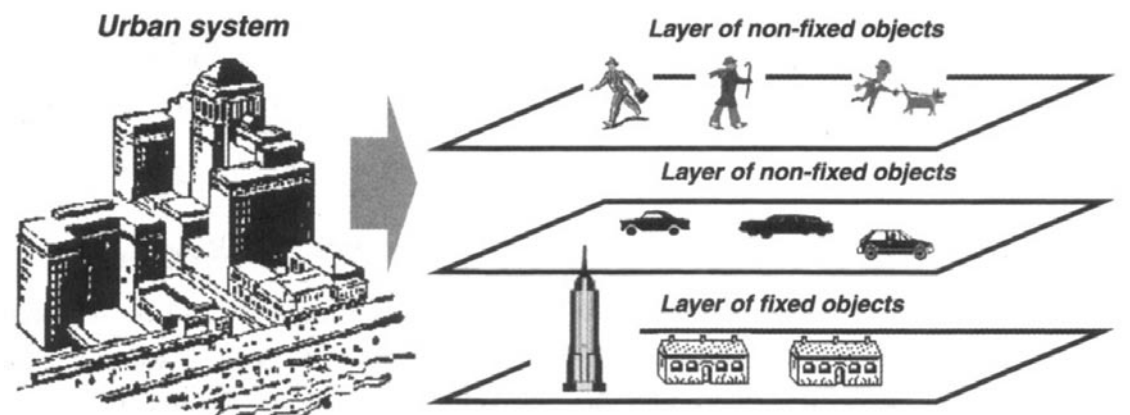 Urban system
Layer of non-fixed objects
Layer of non-fixed objects
Layer of fixed objects